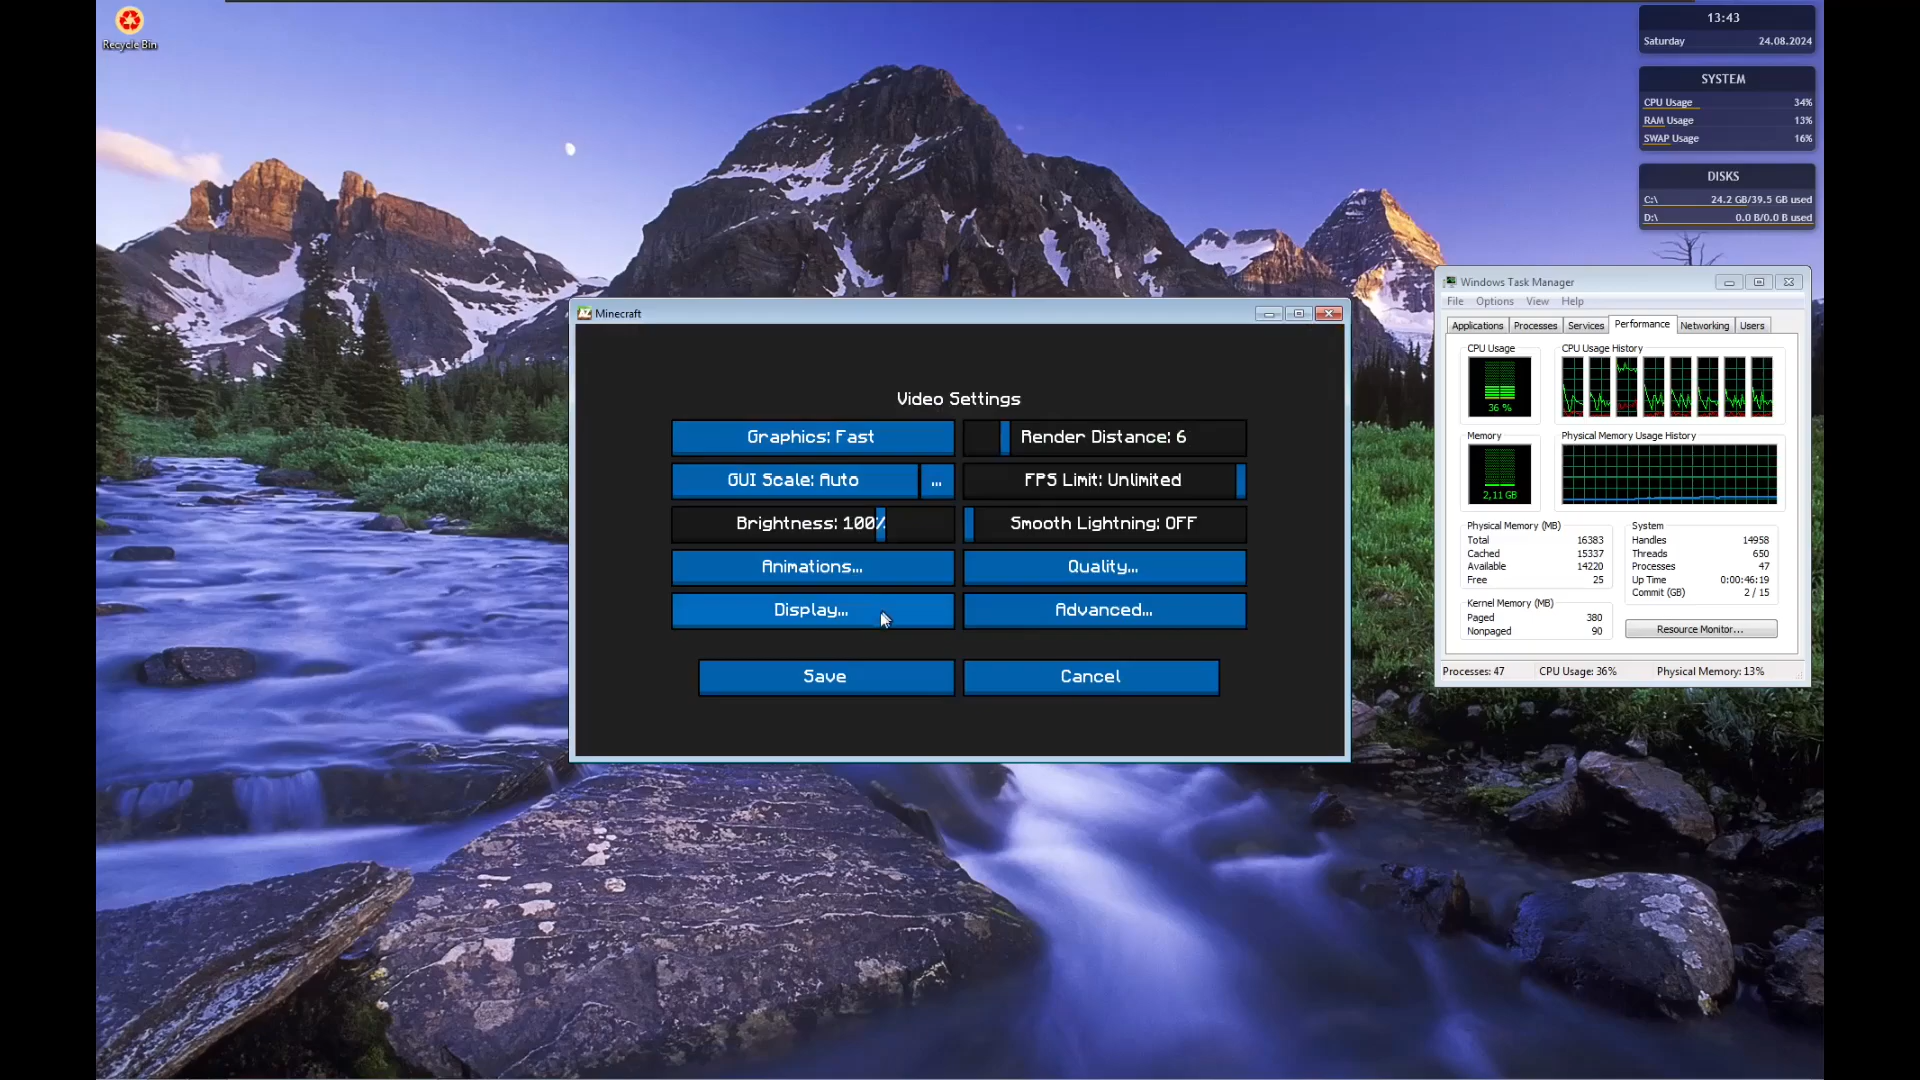 Recycle Bin
13:43
Saturday 24.08.2024
SYSTEM
CPU Usage 34%
RAM Usage 13%
SWAP Usage 16%
DISKS
C:\ 24.2 GB/39.5 GB used
D:\ 0.0 B/0.0 B used
Minecraft
Video Settings
Graphics: Fast
Render Distance: 6
GUI Scale: Auto
...
FPS Limit: Unlimited
Brightness: 100%
Smooth Lightning: OFF
Animations...
Quality...
Display...
Advanced...
Save
Cancel
Windows Task Manager
File Options View Help
Applications Processes Services Performance Networking Users
CPU Usage
CPU Usage History
36 %
Memory
Physical Memory Usage History
2,11 GB
Physical Memory (MB)
Total 16383
Cached 15337
Available 14220
Free 25
System
Handles 14958
Threads 650
Processes 47
Up Time 0:00:46:19
Commit (GB) 2 / 15
Kernel Memory (MB)
Paged 380
Nonpaged 90
Resource Monitor...
Processes: 47 CPU Usage: 36% Physical Memory: 13%